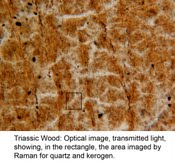 Triassic Wood: Optical image, transmitted light,
showing, in the rectangle, the area imaged by
Raman for quartz and kerogen.